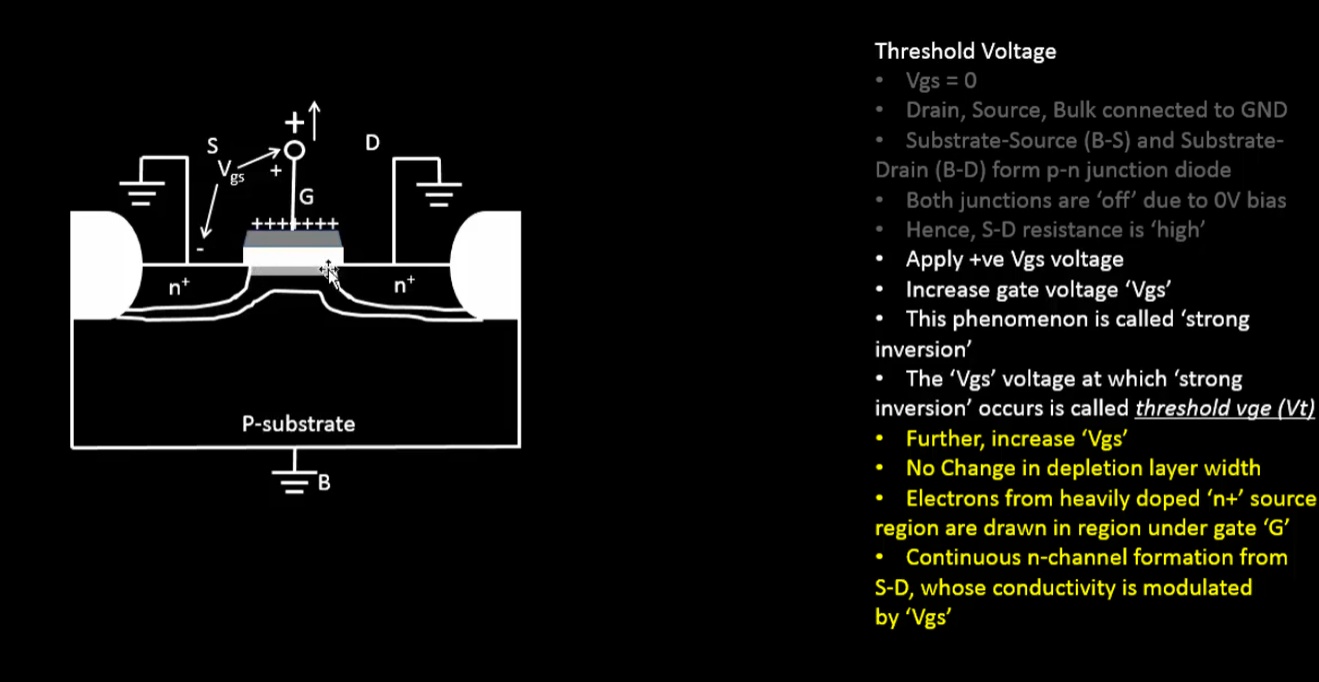 Threshold Voltage
• Vgs = 0
• Drain, Source, Bulk connected to GND
• Substrate-Source (B-S) and Substrate-
Drain (B-D) form p-n junction diode
• Both junctions are ‘off’ due to 0V bias
• Hence, S-D resistance is ‘high’
• Apply +ve Vgs voltage
• Increase gate voltage ‘Vgs’
• This phenomenon is called ‘strong
inversion’
• The ‘Vgs’ voltage at which ‘strong
inversion’ occurs is called threshold vge (Vt)
• Further, increase ‘Vgs’
• No Change in depletion layer width
• Electrons from heavily doped ‘n+’ source
region are drawn in region under gate ‘G’
• Continuous n-channel formation from
S-D, whose conductivity is modulated
by ‘Vgs’
+
S
D
Vgs
+
G
+++++++
-
n+
n+
P-substrate
B